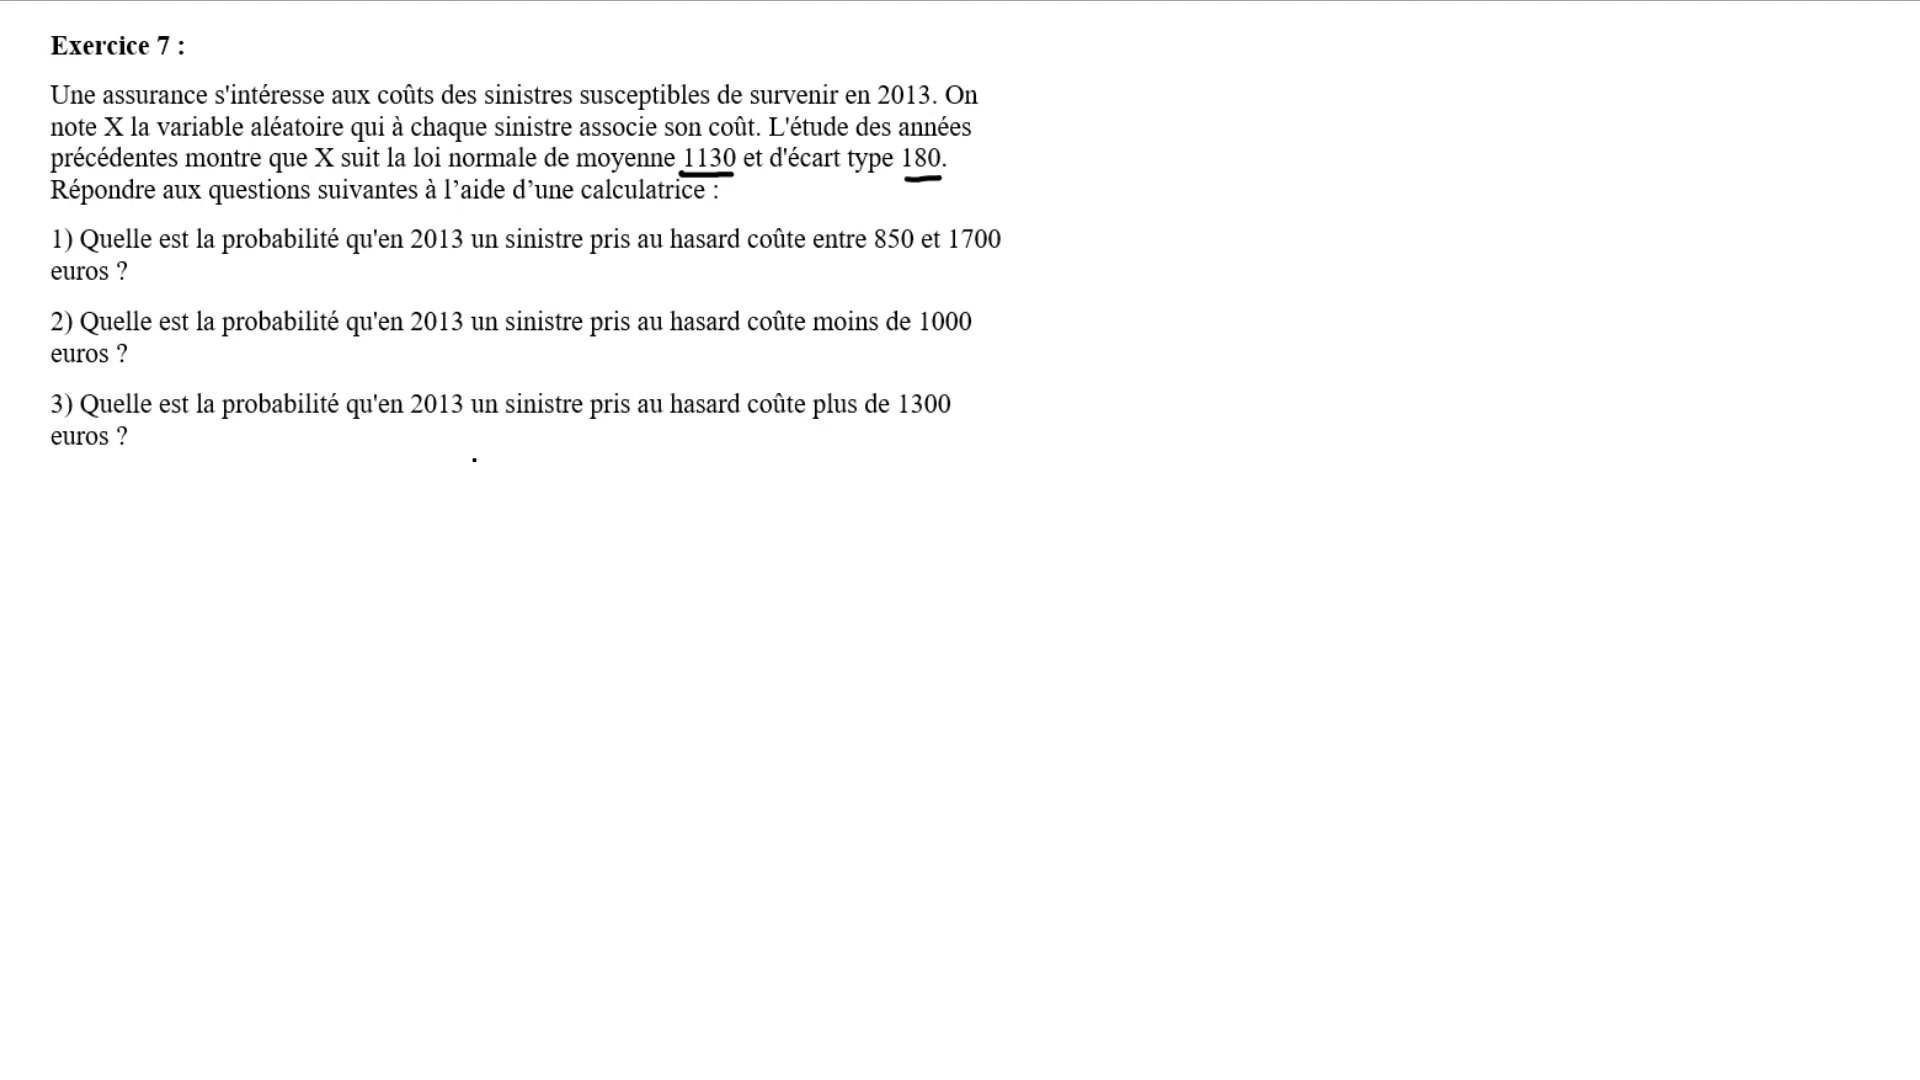 Exercice 7 :
Une assurance s'intéresse aux coûts des sinistres susceptibles de survenir en 2013. On
note X la variable aléatoire qui à chaque sinistre associe son coût. L'étude des années
précédentes montre que X suit la loi normale de moyenne 1130 et d'écart type 180.
Répondre aux questions suivantes à l’aide d’une calculatrice :
1) Quelle est la probabilité qu'en 2013 un sinistre pris au hasard coûte entre 850 et 1700
euros ?
2) Quelle est la probabilité qu'en 2013 un sinistre pris au hasard coûte moins de 1000
euros ?
3) Quelle est la probabilité qu'en 2013 un sinistre pris au hasard coûte plus de 1300
euros ?